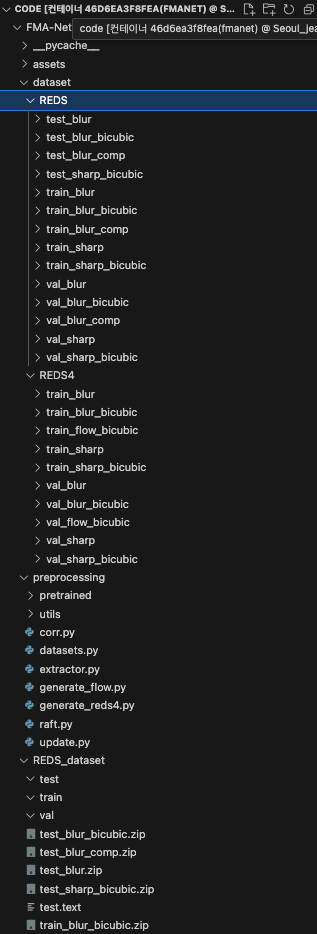 CODE [컨테이너 46D6EA3F8FEA(FMANET) @ S...
FMA-Net
code [컨테이너 46d6ea3f8fea(fmanet) @ Seoul_jea
__pycache__
assets
dataset
REDS
test_blur
test_blur_bicubic
test_blur_comp
test_sharp_bicubic
train_blur
train_blur_bicubic
train_blur_comp
train_sharp
train_sharp_bicubic
val_blur
val_blur_bicubic
val_blur_comp
val_sharp
val_sharp_bicubic
REDS4
train_blur
train_blur_bicubic
train_flow_bicubic
train_sharp
train_sharp_bicubic
val_blur
val_blur_bicubic
val_flow_bicubic
val_sharp
val_sharp_bicubic
preprocessing
pretrained
utils
corr.py
datasets.py
extractor.py
generate_flow.py
generate_reds4.py
raft.py
update.py
REDS_dataset
test
train
val
test_blur_bicubic.zip
test_blur_comp.zip
test_blur.zip
test_sharp_bicubic.zip
test.text
train_blur_bicubic.zip